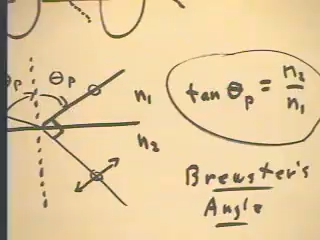 θp θp
n1
n2
tan θp = n2/n1
Brewster's
Angle